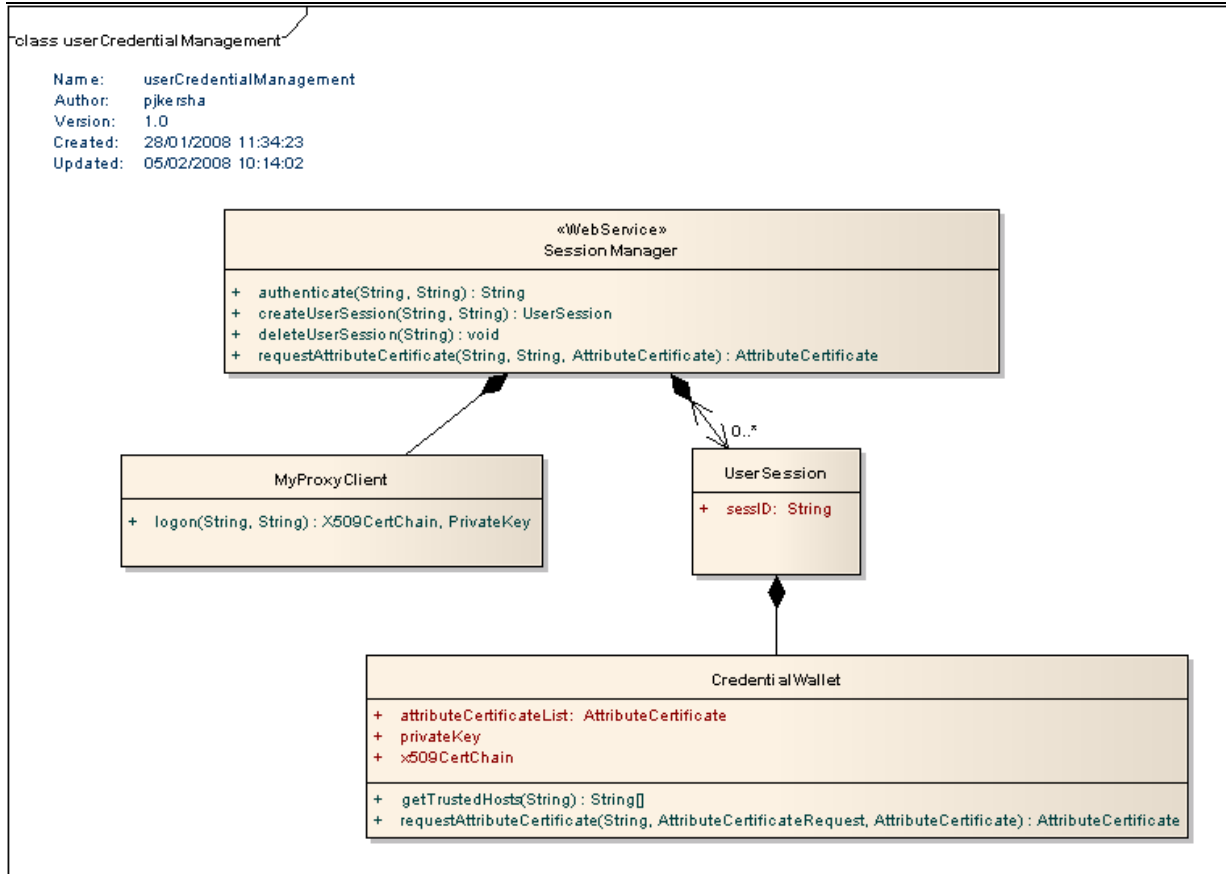 class userCredentialManagement
Name: userCredentialManagement
Author: pjkersha
Version: 1.0
Created: 28/01/2008 11:34:23
Updated: 05/02/2008 10:14:02
«WebService»
SessionManager
+ authenticate(String, String) : String
+ createUserSession(String, String) : UserSession
+ deleteUserSession(String) : void
+ requestAttributeCertificate(String, String, AttributeCertificate) : AttributeCertificate
0..*
MyProxyClient
+ logon(String, String) : X509CertChain, PrivateKey
UserSession
+ sessID: String
CredentialWallet
+ attributeCertificateList: AttributeCertificate
+ privateKey
+ x509CertChain
+ getTrustedHosts(String) : String[]
+ requestAttributeCertificate(String, AttributeCertificateRequest, AttributeCertificate) : AttributeCertificate